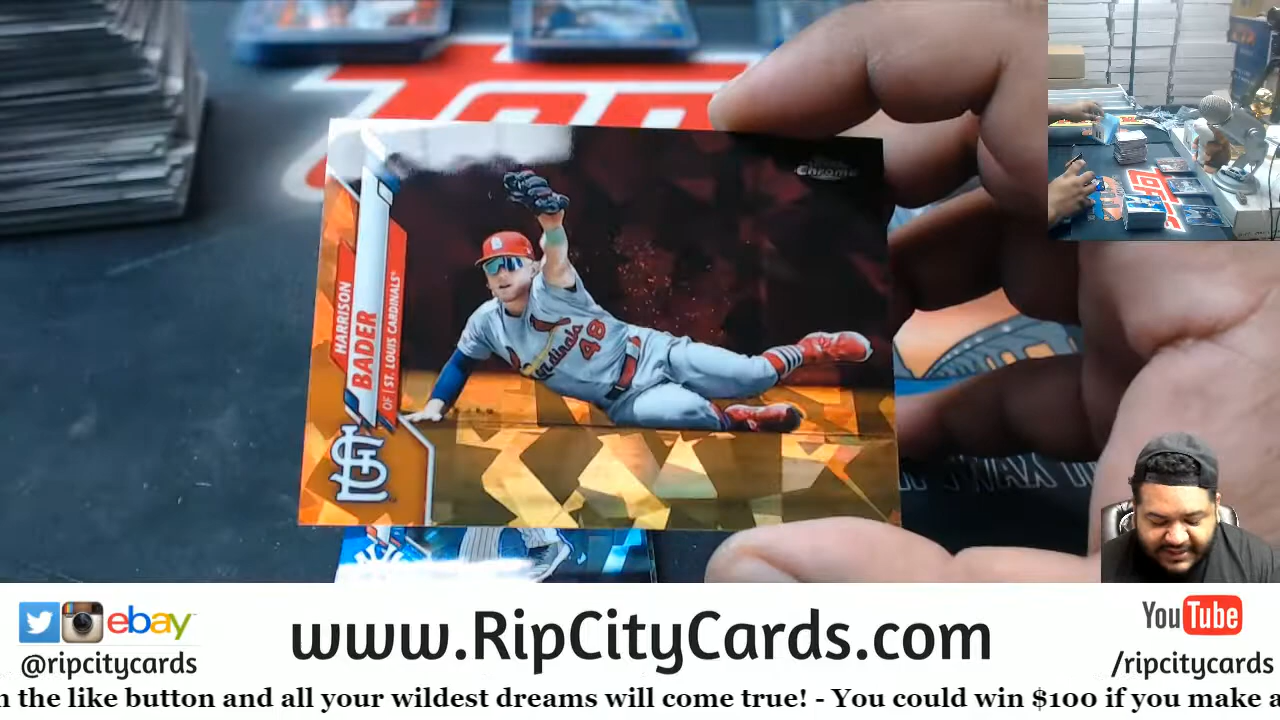 Chrome
HARRISON
BADER
OF | ST. LOUIS CARDINALS
Cardinals
48
STL
ebay
@ripcitycards
www.RipCityCards.com
YouTube
/ripcitycards
the like button and all your wildest dreams will come true! - You could win $100 if you make a